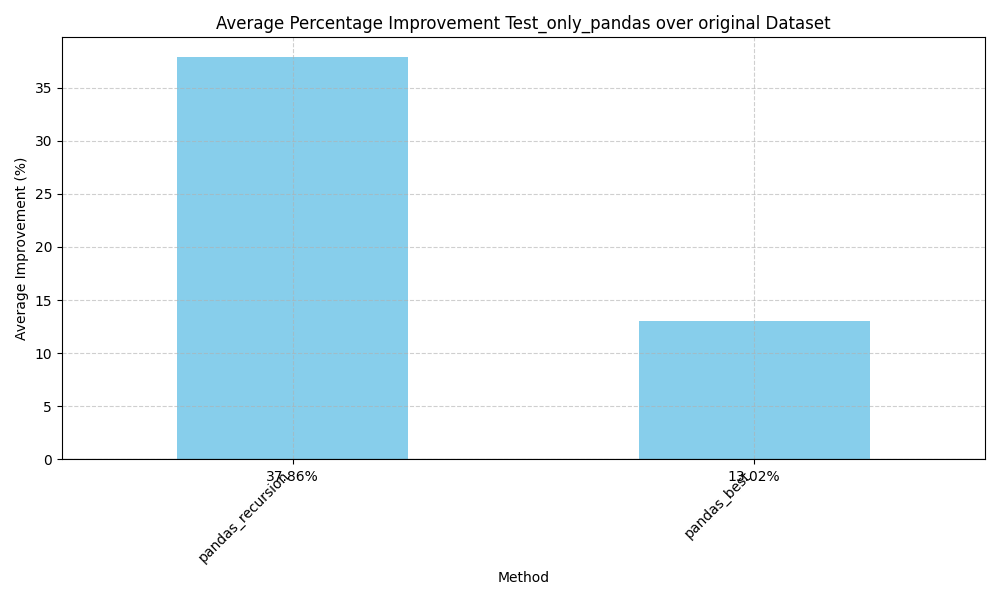 Average Percentage Improvement Test_only_pandas over original Dataset
Average Improvement (%)
35
30
25
20
15
10
5
0
37.86%
13.02%
pandas_recursion
pandas_best
Method